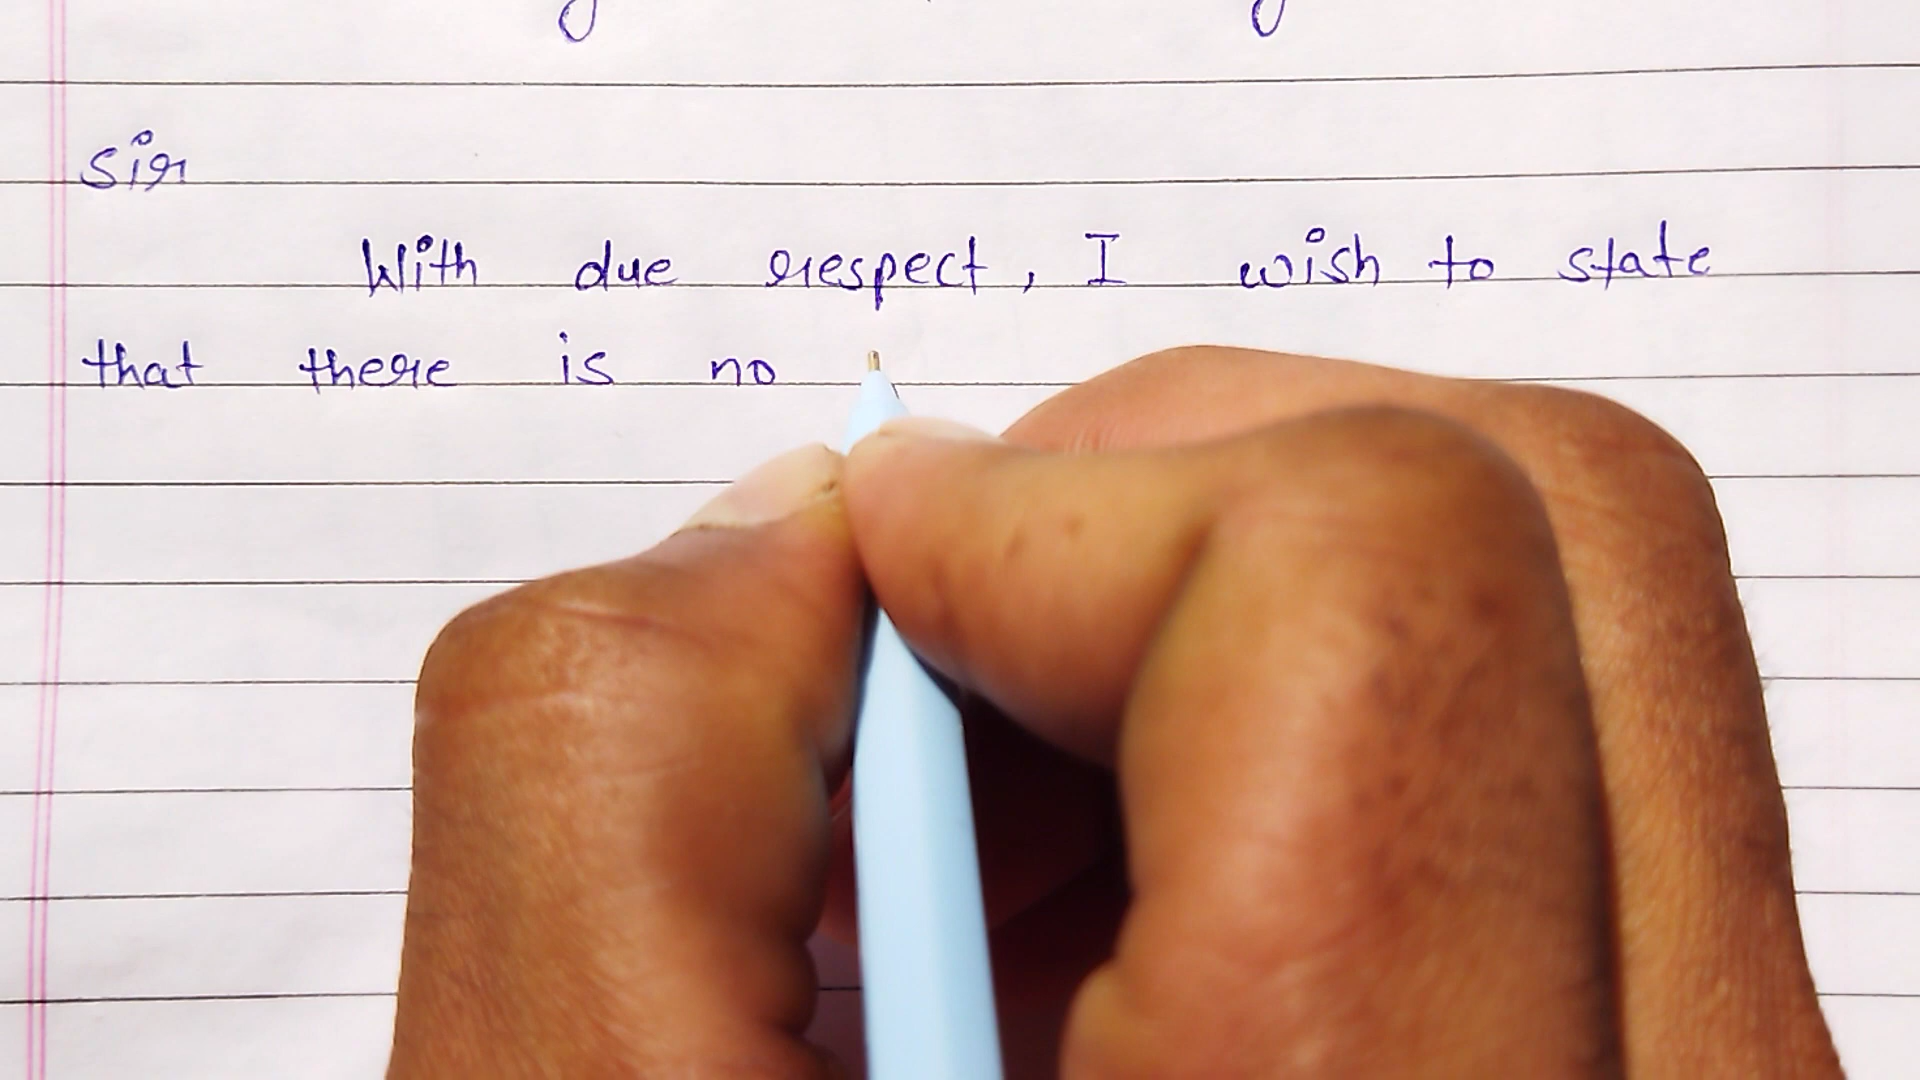 sir
With due respect, I wish to state
that there is no